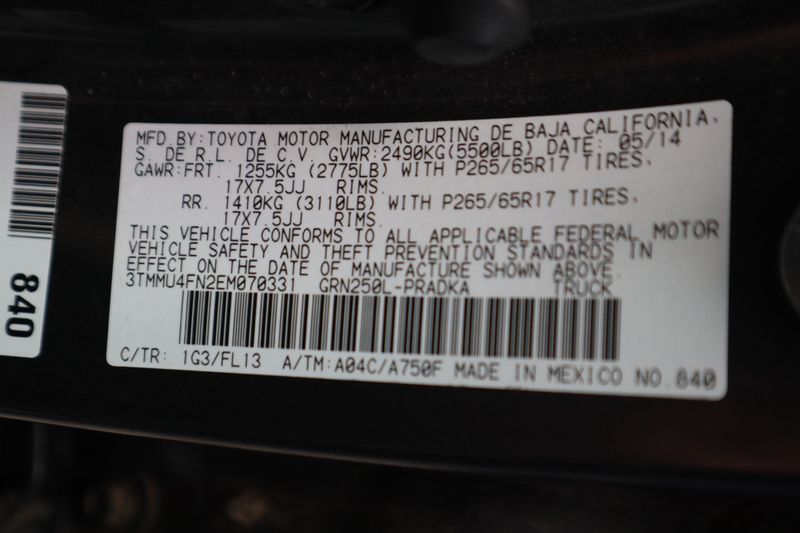 MFD.BY:TOYOTA MOTOR MANUFACTURING DE BAJA CALIFORNIA,
S. DE R.L. DE C.V. GVWR:2490KG(5500LB) DATE: 05/14
GAWR:FRT. 1255KG (2775LB) WITH P265/65R17 TIRES,
17X7.5JJ RIMS.
RR. 1410KG (3110LB) WITH P265/65R17 TIRES,
17X7.5JJ RIMS.
THIS VEHICLE CONFORMS TO ALL APPLICABLE FEDERAL MOTOR
VEHICLE SAFETY AND THEFT PREVENTION STANDARDS IN
EFFECT ON THE DATE OF MANUFACTURE SHOWN ABOVE.
3TMMU4FN2EM070331 GRN250L-PRADKA TRUCK
C/TR: 1G3/FL13 A/TM:A04C/A750F MADE IN MEXICO NO.840
840